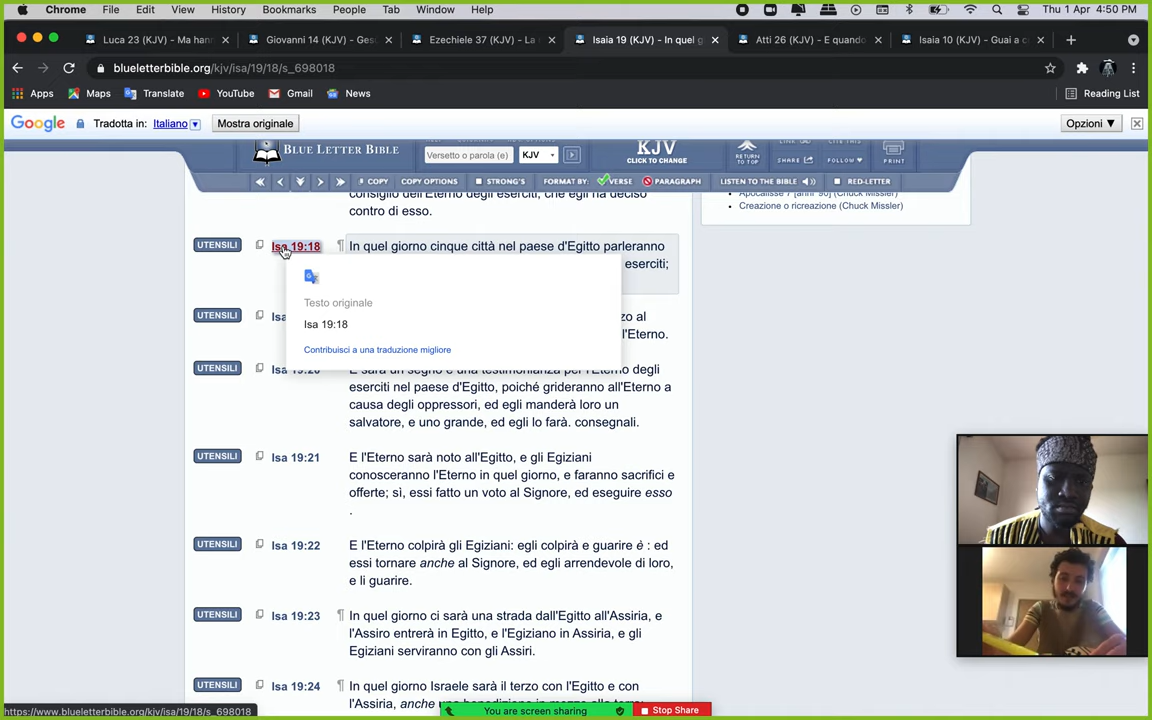 Chrome File Edit View History Bookmarks People Tab Window Help Thu 1 Apr 4:50 PM
Luca 23 (KJV) - Ma han Giovanni 14 (KJV) - Ges Ezechiele 37 (KJV) - La Isaia 19 (KJV) - In quel g Atti 26 (KJV) - E quando Isaia 10 (KJV) - Guai a c
blueletterbible.org/kjv/isa/19/18/s_698018
Apps Maps Translate YouTube Gmail News Reading List
Google Tradotta in: Italiano Mostra originale Opzioni ▼
BLUE LETTER BIBLE Versetto o parola (e) KJV KJV CLICK TO CHANGE RETURN TO TOP SHARE FOLLOW PRINT
COPY COPY OPTIONS STRONG'S FORMAT BY: VERSE PARAGRAPH LISTEN TO THE BIBLE RED-LETTER
consiglio dell'Eterno degli eserciti, che egli ha deciso
contro di esso.
Apocalisse 7 [anni '90] (Chuck Missler)
Creazione o ricreazione (Chuck Missler)
UTENSILI Isa 19:18 ¶ In quel giorno cinque città nel paese d'Egitto parleranno
eserciti;
Testo originale
Isa 19:18
Contribuisci a una traduzione migliore
UTENSILI Isa zo al
l'Eterno.
UTENSILI Isa 19:20 E sarà un segno e una testimonianza per l'Eterno degli
eserciti nel paese d'Egitto, poiché grideranno all'Eterno a
causa degli oppressori, ed egli manderà loro un
salvatore, e uno grande, ed egli lo farà. consegnali.
UTENSILI Isa 19:21 E l'Eterno sarà noto all'Egitto, e gli Egiziani
conosceranno l'Eterno in quel giorno, e faranno sacrifici e
offerte; sì, essi fatto un voto al Signore, ed eseguire esso
.
UTENSILI Isa 19:22 E l'Eterno colpirà gli Egiziani: egli colpirà e guarire è : ed
essi tornare anche al Signore, ed egli arrendevole di loro,
e li guarire.
UTENSILI Isa 19:23 ¶ In quel giorno ci sarà una strada dall'Egitto all'Assiria, e
l'Assiro entrerà in Egitto, e l'Egiziano in Assiria, e gli
Egiziani serviranno con gli Assiri.
UTENSILI Isa 19:24 ¶ In quel giorno Israele sarà il terzo con l'Egitto e con
l'Assiria, anche una benedizione in mezzo alla terra
https://www.blueletterbible.org/kjv/isa/19/18/s_698018
You are screen sharing Stop Share